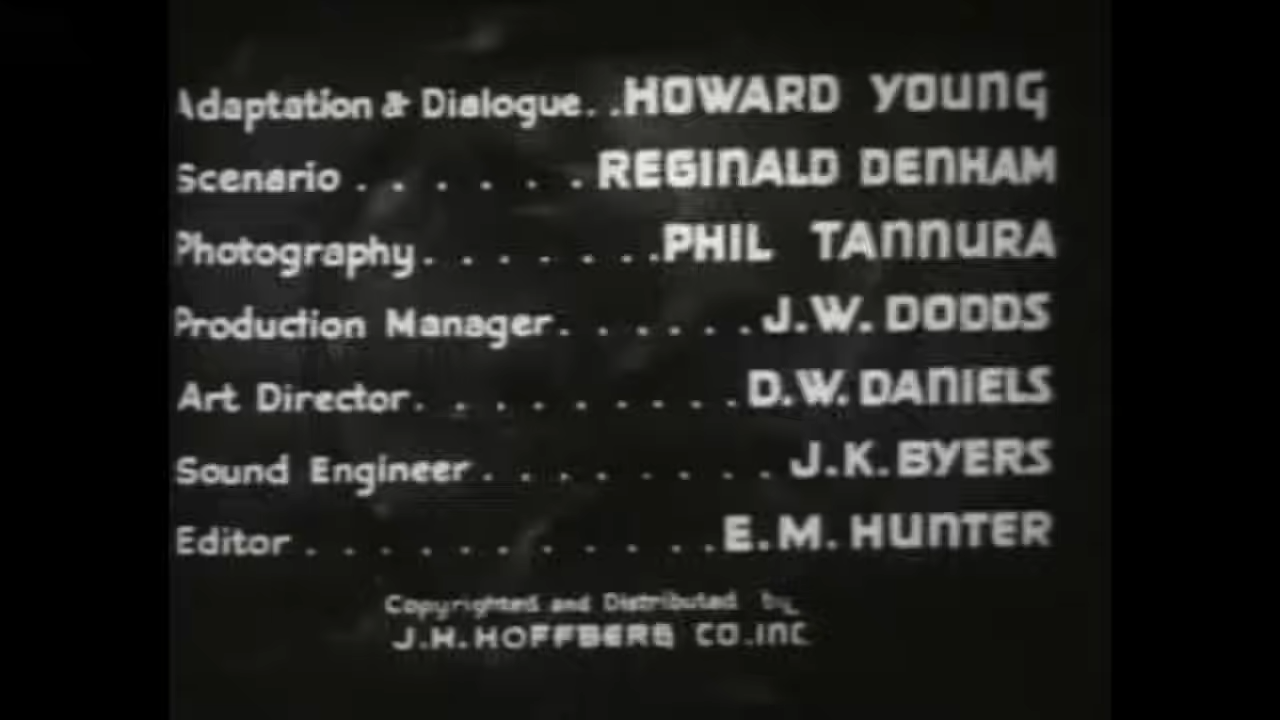 Adaptation & Dialogue. . HOWARD YOUNG
Scenario . . . . . . REGINALD DENHAM
Photography. . . . . . . PHIL TANNURA
Production Manager. . . . . . J.W. DODDS
Art Director. . . . . . . . . . D.W. DANIELS
Sound Engineer . . . . . . . . J.K. BYERS
Editor . . . . . . . . . . . E.M. HUNTER
Copyrighted and Distributed by
J.H. HOFFBERG CO. INC